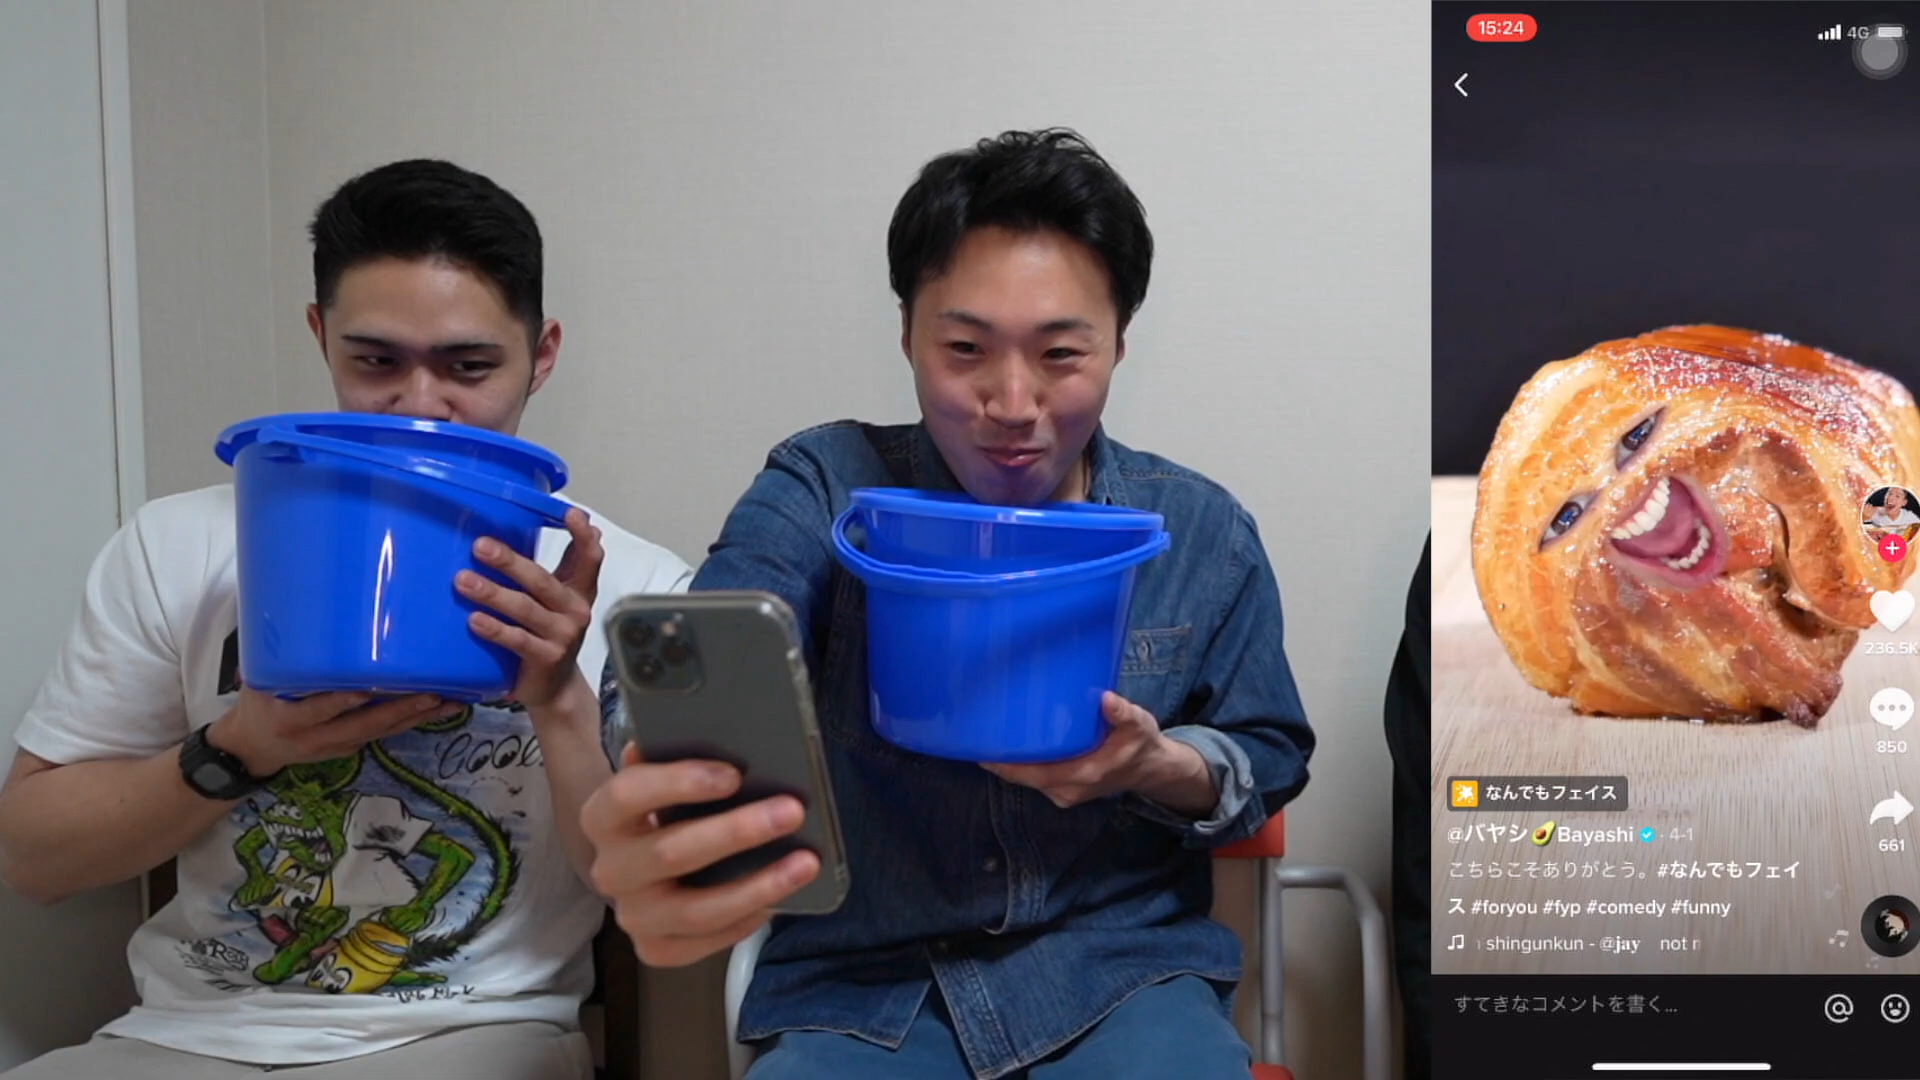 15:24
4G
236.5K
850
661
なんでもフェイス
@バヤシ🥑Bayashi · 4-1
こちらこそありがとう。#なんでもフェイ
ス #foryou #fyp #comedy #funny
shingunkun - @jay not
すてきなコメントを書く...
COOL